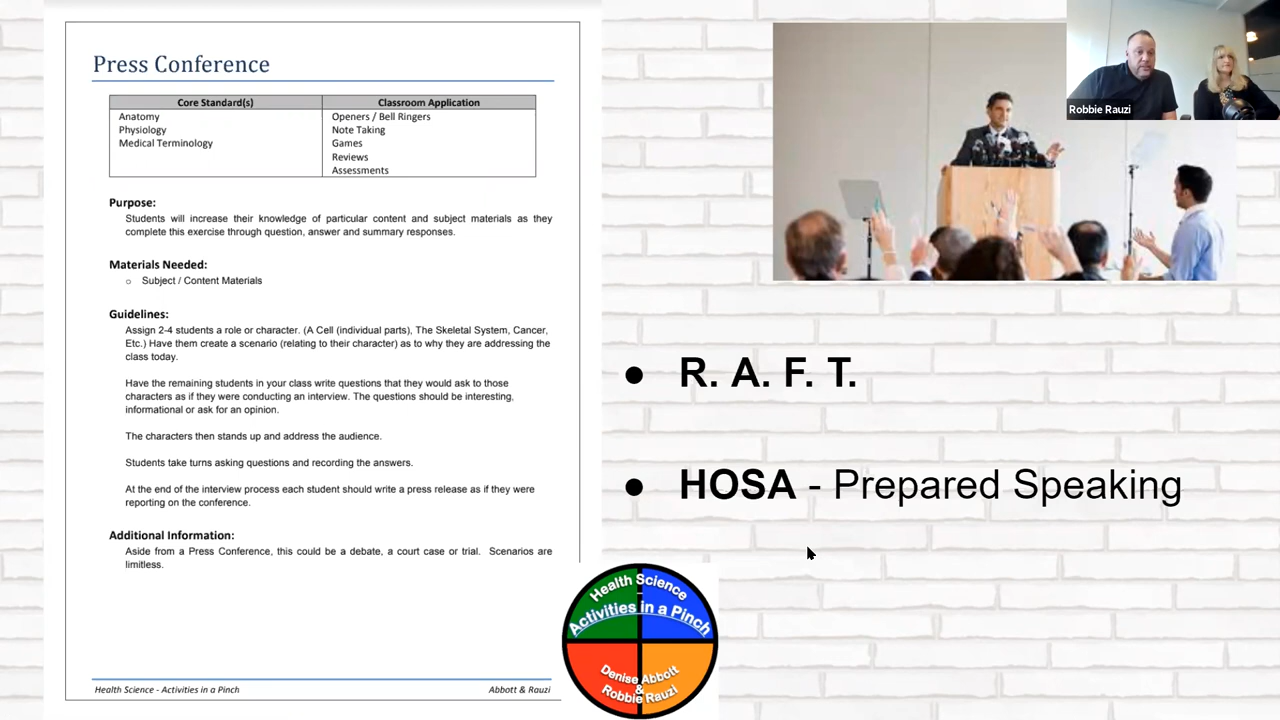 Press Conference
Core Standard(s)
Classroom Application
Anatomy
Physiology
Medical Terminology
Openers / Bell Ringers
Note Taking
Games
Reviews
Assessments
Purpose:
Students will increase their knowledge of particular content and subject materials as they
complete this exercise through question, answer and summary responses.
Materials Needed:
o Subject / Content Materials
Guidelines:
Assign 2-4 students a role or character. (A Cell (individual parts), The Skeletal System, Cancer,
Etc.) Have them create a scenario (relating to their character) as to why they are addressing the
class today.
Have the remaining students in your class write questions that they would ask to those
characters as if they were conducting an interview. The questions should be interesting,
informational or ask for an opinion.
The characters then stands up and address the audience.
Students take turns asking questions and recording the answers.
At the end of the interview process each student should write a press release as if they were
reporting on the conference.
Additional Information:
Aside from a Press Conference, this could be a debate, a court case or trial. Scenarios are
limitless.
Health Science - Activities in a Pinch
Abbott & Rauzi
Robbie Rauzi
● R. A. F. T.
● HOSA - Prepared Speaking
Health Science
Activities in a Pinch
Denise Abbott
&
Robbie Rauzi